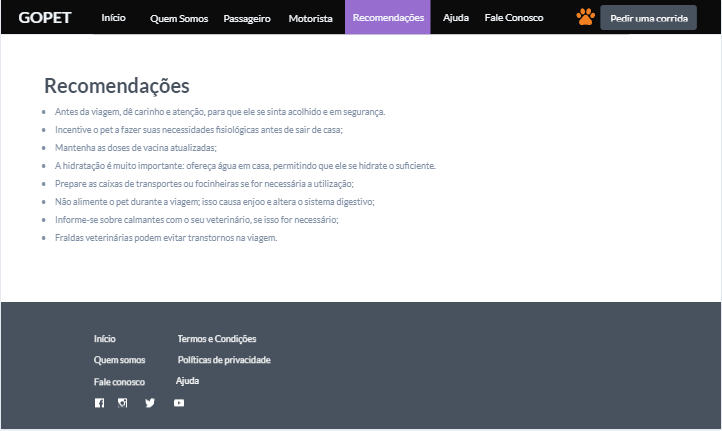 GOPET Início Quem Somos Passageiro Motorista Recomendações Ajuda Fale Conosco Pedir uma corrida
Recomendações
• Antes da viagem, dê carinho e atenção, para que ele se sinta acolhido e em segurança.
• Incentive o pet a fazer suas necessidades fisiológicas antes de sair de casa;
• Mantenha as doses de vacina atualizadas;
• A hidratação é muito importante: ofereça água em casa, permitindo que ele se hidrate o suficiente.
• Prepare as caixas de transportes ou focinheiras se for necessária a utilização;
• Não alimente o pet durante a viagem; isso causa enjoo e altera o sistema digestivo;
• Informe-se sobre calmantes com o seu veterinário, se isso for necessário;
• Fraldas veterinárias podem evitar transtornos na viagem.
Início Termos e Condições
Quem somos Políticas de privacidade
Fale conosco Ajuda